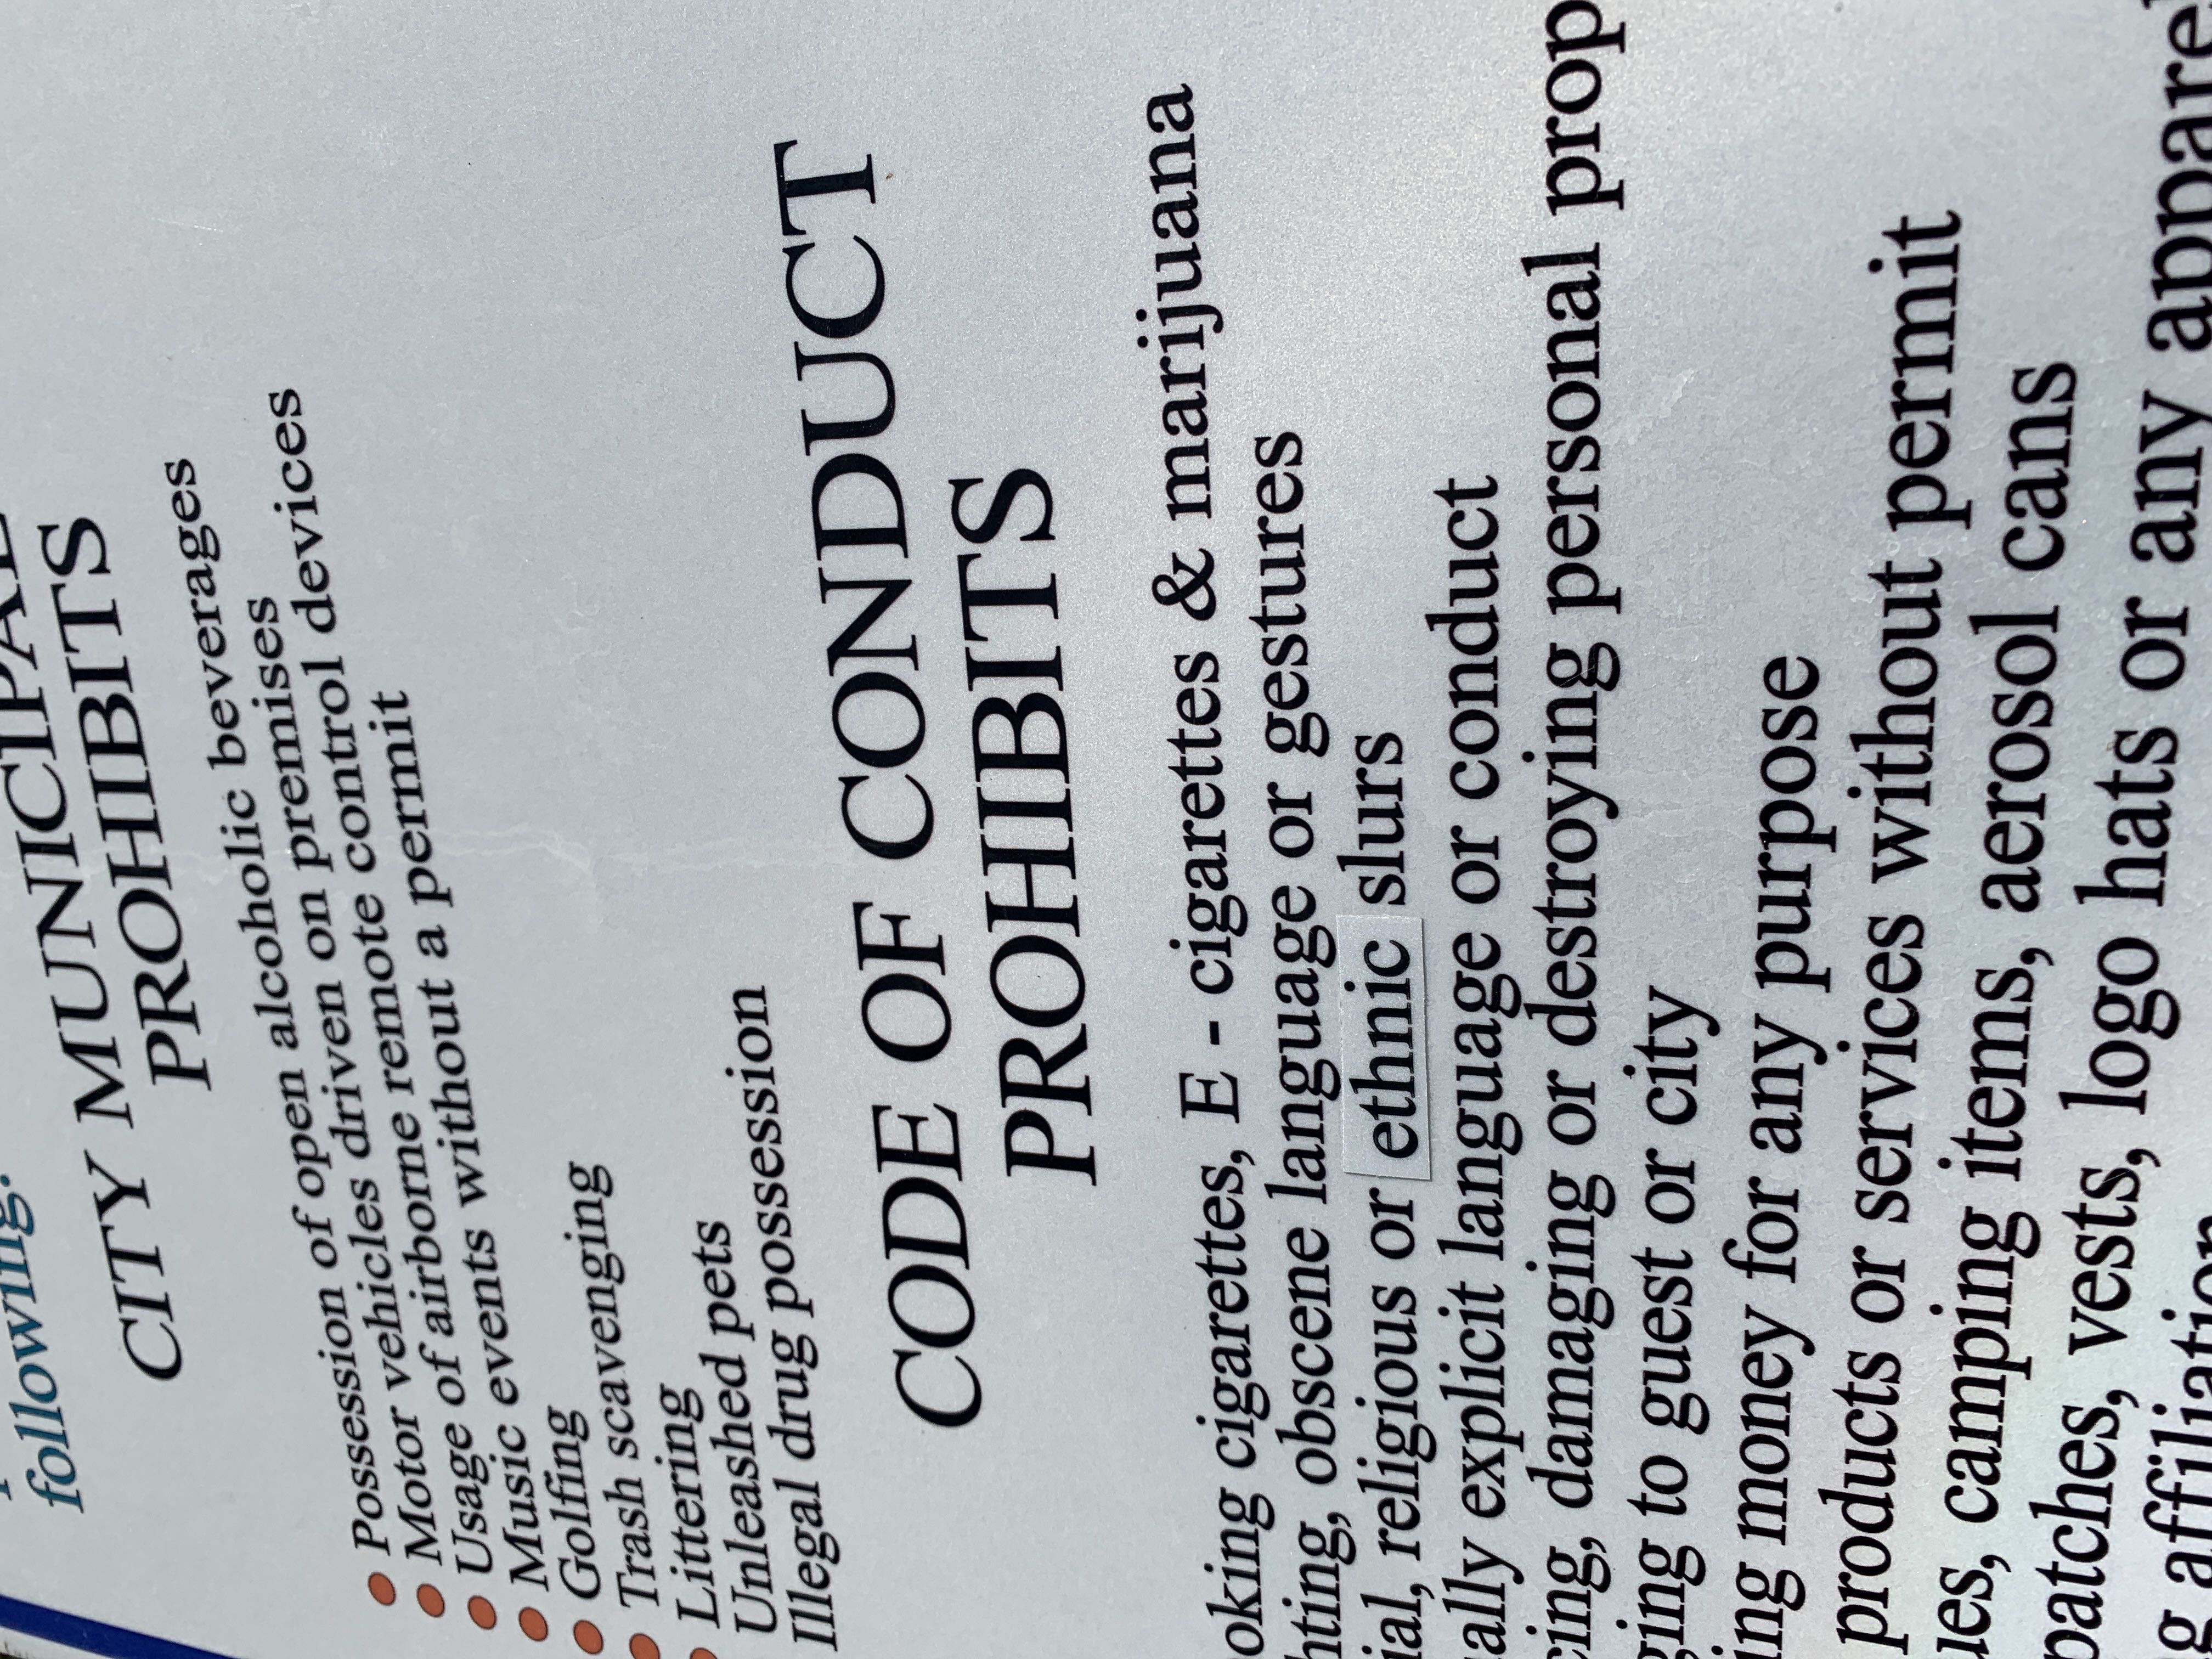 following:
CITY MUNICIPAL
PROHIBITS
Possession of open alcoholic beverages
Motor vehicles driven on premises
Usage of airborne remote control devices
Music events without a permit
Golfing
Trash scavenging
Littering
Unleashed pets
Illegal drug possession
CODE OF CONDUCT
PROHIBITS
oking cigarettes, E - cigarettes & marijuana
hting, obscene language or gestures
ial, religious or ethnic slurs
ally explicit language or conduct
cing, damaging or destroying personal prop
ging to guest or city
ing money for any purpose
products or services without permit
les, camping items, aerosol cans
patches, vests, logo hats or any apparel
g affiliation